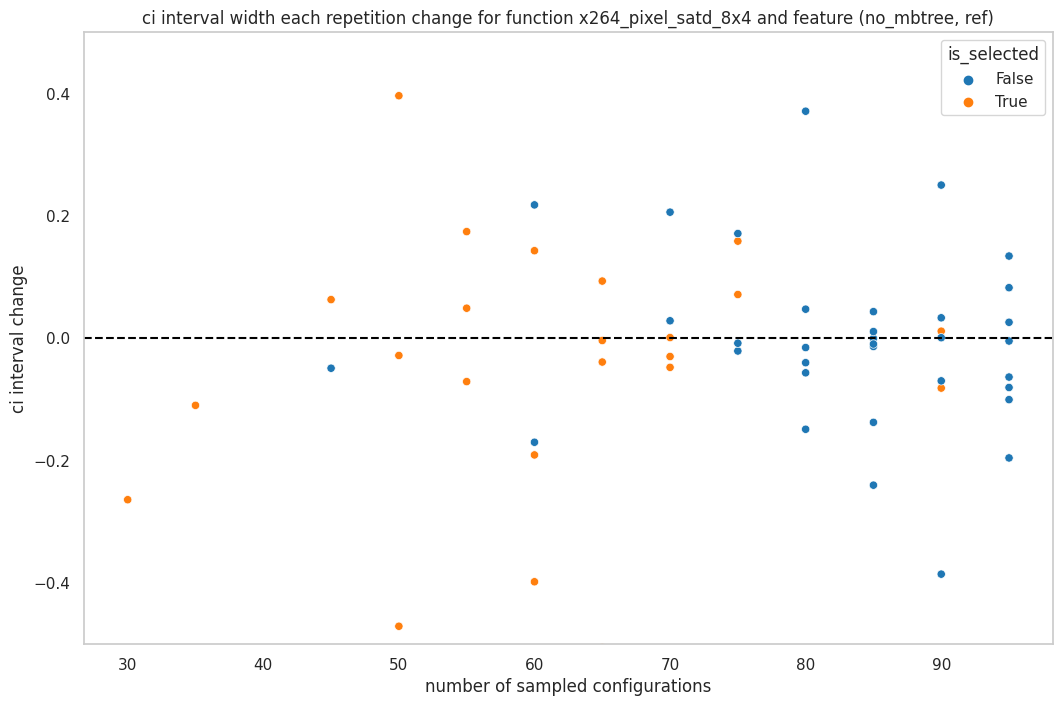 ci interval width each repetition change for function x264_pixel_satd_8x4 and feature (no_mbtree, ref)
is_selected
False
True
ci interval change
0.4
0.2
0.0
−0.2
−0.4
30 40 50 60 70 80 90
number of sampled configurations